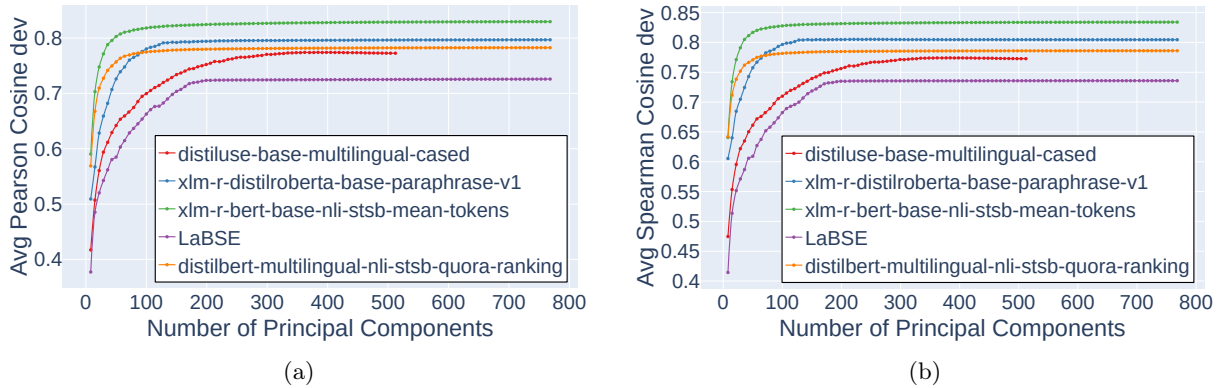 Avg Pearson Cosine dev
0.8
0.7
0.6
0.5
0.4
distiluse-base-multilingual-cased
xlm-r-distilroberta-base-paraphrase-v1
xlm-r-bert-base-nli-stsb-mean-tokens
LaBSE
distilbert-multilingual-nli-stsb-quora-ranking
0 100 200 300 400 500 600 700 800
Number of Principal Components
(a)
Avg Spearman Cosine dev
0.85
0.8
0.75
0.7
0.65
0.6
0.55
0.5
0.45
0.4
distiluse-base-multilingual-cased
xlm-r-distilroberta-base-paraphrase-v1
xlm-r-bert-base-nli-stsb-mean-tokens
LaBSE
distilbert-multilingual-nli-stsb-quora-ranking
0 100 200 300 400 500 600 700 800
Number of Principal Components
(b)